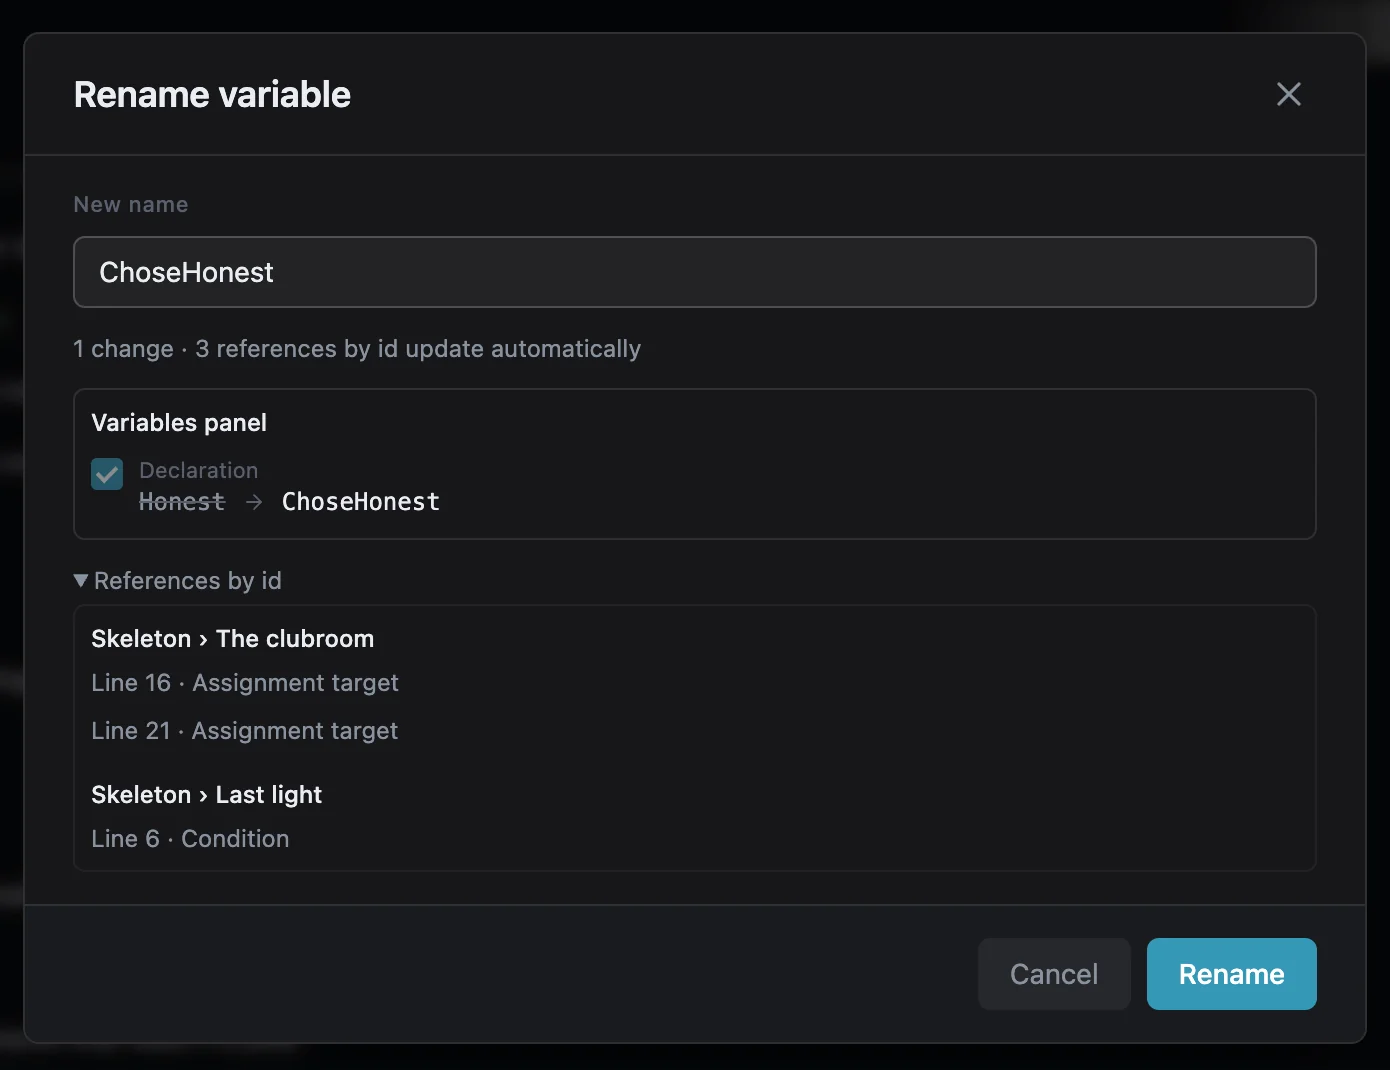 Rename variable
New name
ChoseHonest
1 change · 3 references by id update automatically
Variables panel
Declaration
Honest → ChoseHonest
▼ References by id
Skeleton › The clubroom
Line 16 · Assignment target
Line 21 · Assignment target
Skeleton › Last light
Line 6 · Condition
Cancel
Rename